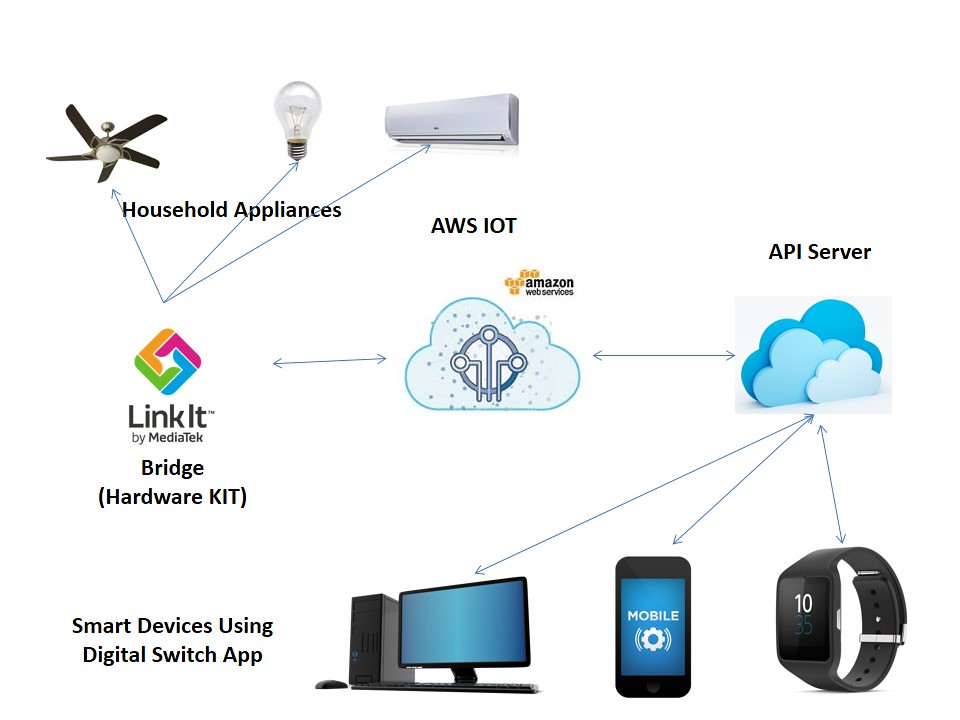 Household Appliances
AWS IOT
API Server
amazon
web services
LinkIt™
by MediaTek
Bridge
(Hardware KIT)
Smart Devices Using
Digital Switch App
MOBILE
10
35